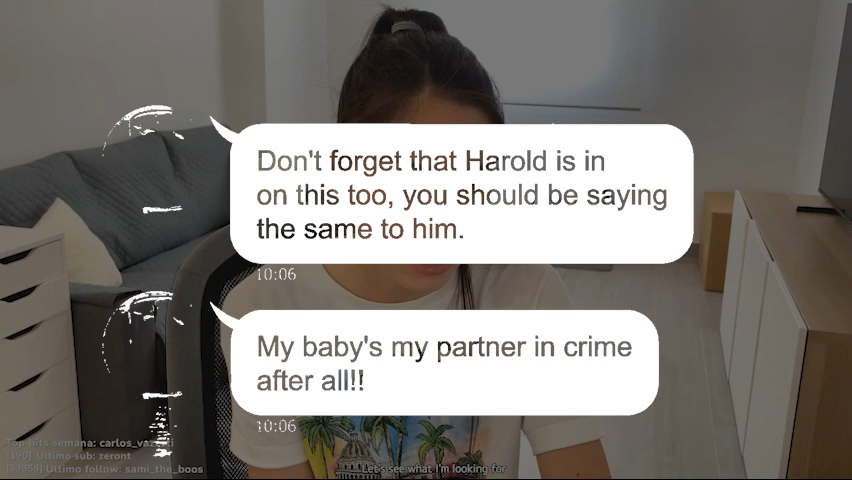 Don't forget that Harold is in
on this too, you should be saying
the same to him.
10:06
My baby's my partner in crime
after all!!
10:06
Top bits semana: carlos_vaz
[190] Ultimo sub: zeront
[63953] Ultimo follow: sami_the_boos
Let's see what I'm looking for